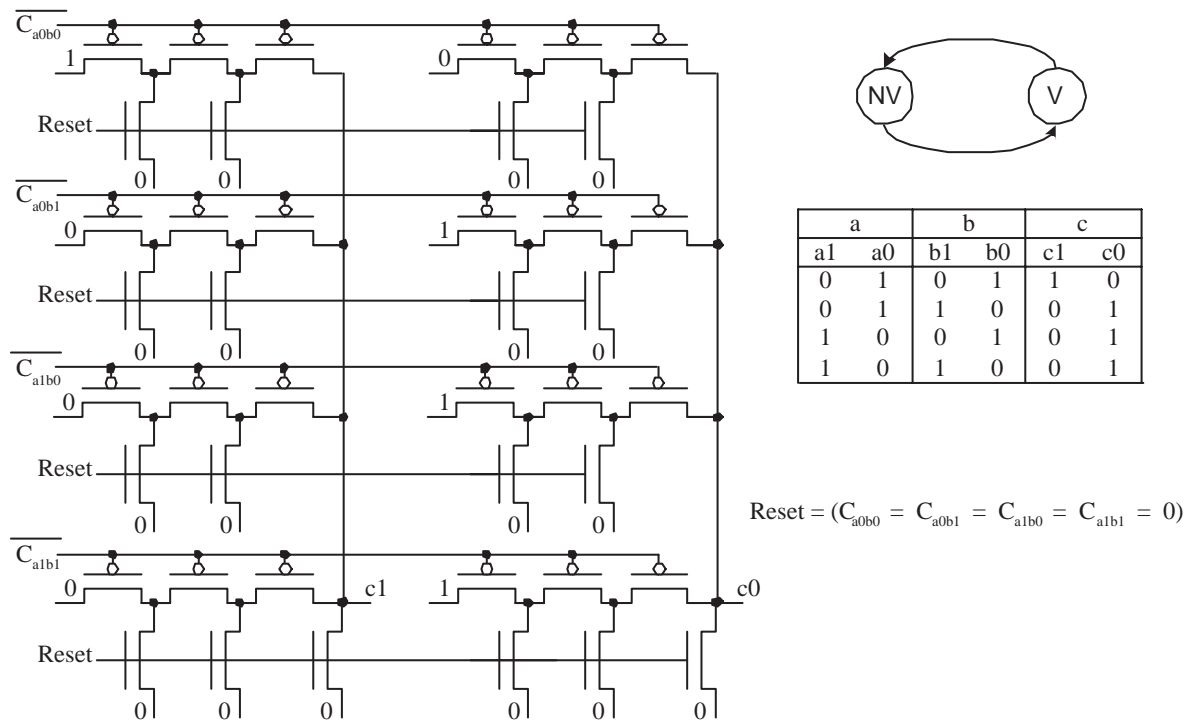 C̅a0b0
1 0
Reset
0 0 0 0
C̅a0b1
0 1
Reset
0 0 0 0
C̅a1b0
0 1
Reset
0 0 0 0
C̅a1b1
0 c1 1 c0
Reset
0 0 0 0 0 0
NV V
a b c
a1 a0 b1 b0 c1 c0
0 1 0 1 1 0
0 1 1 0 0 1
1 0 0 1 0 1
1 0 1 0 0 1
Reset = (Ca0b0 = Ca0b1 = Ca1b0 = Ca1b1 = 0)